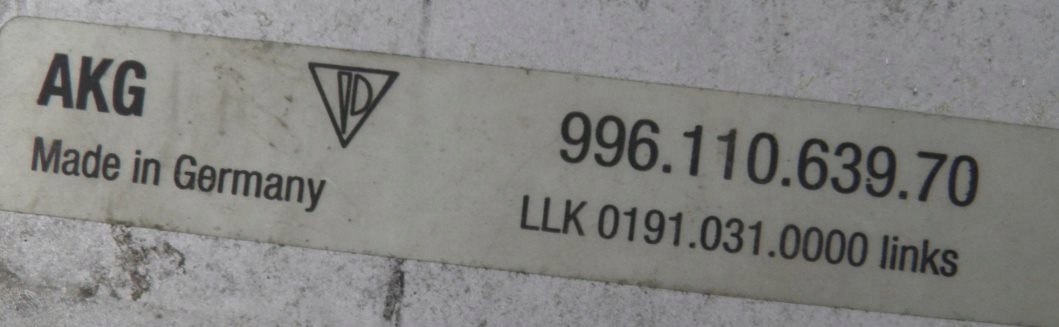 AKG
Made in Germany
996.110.639.70
LLK 0191.031.0000 links